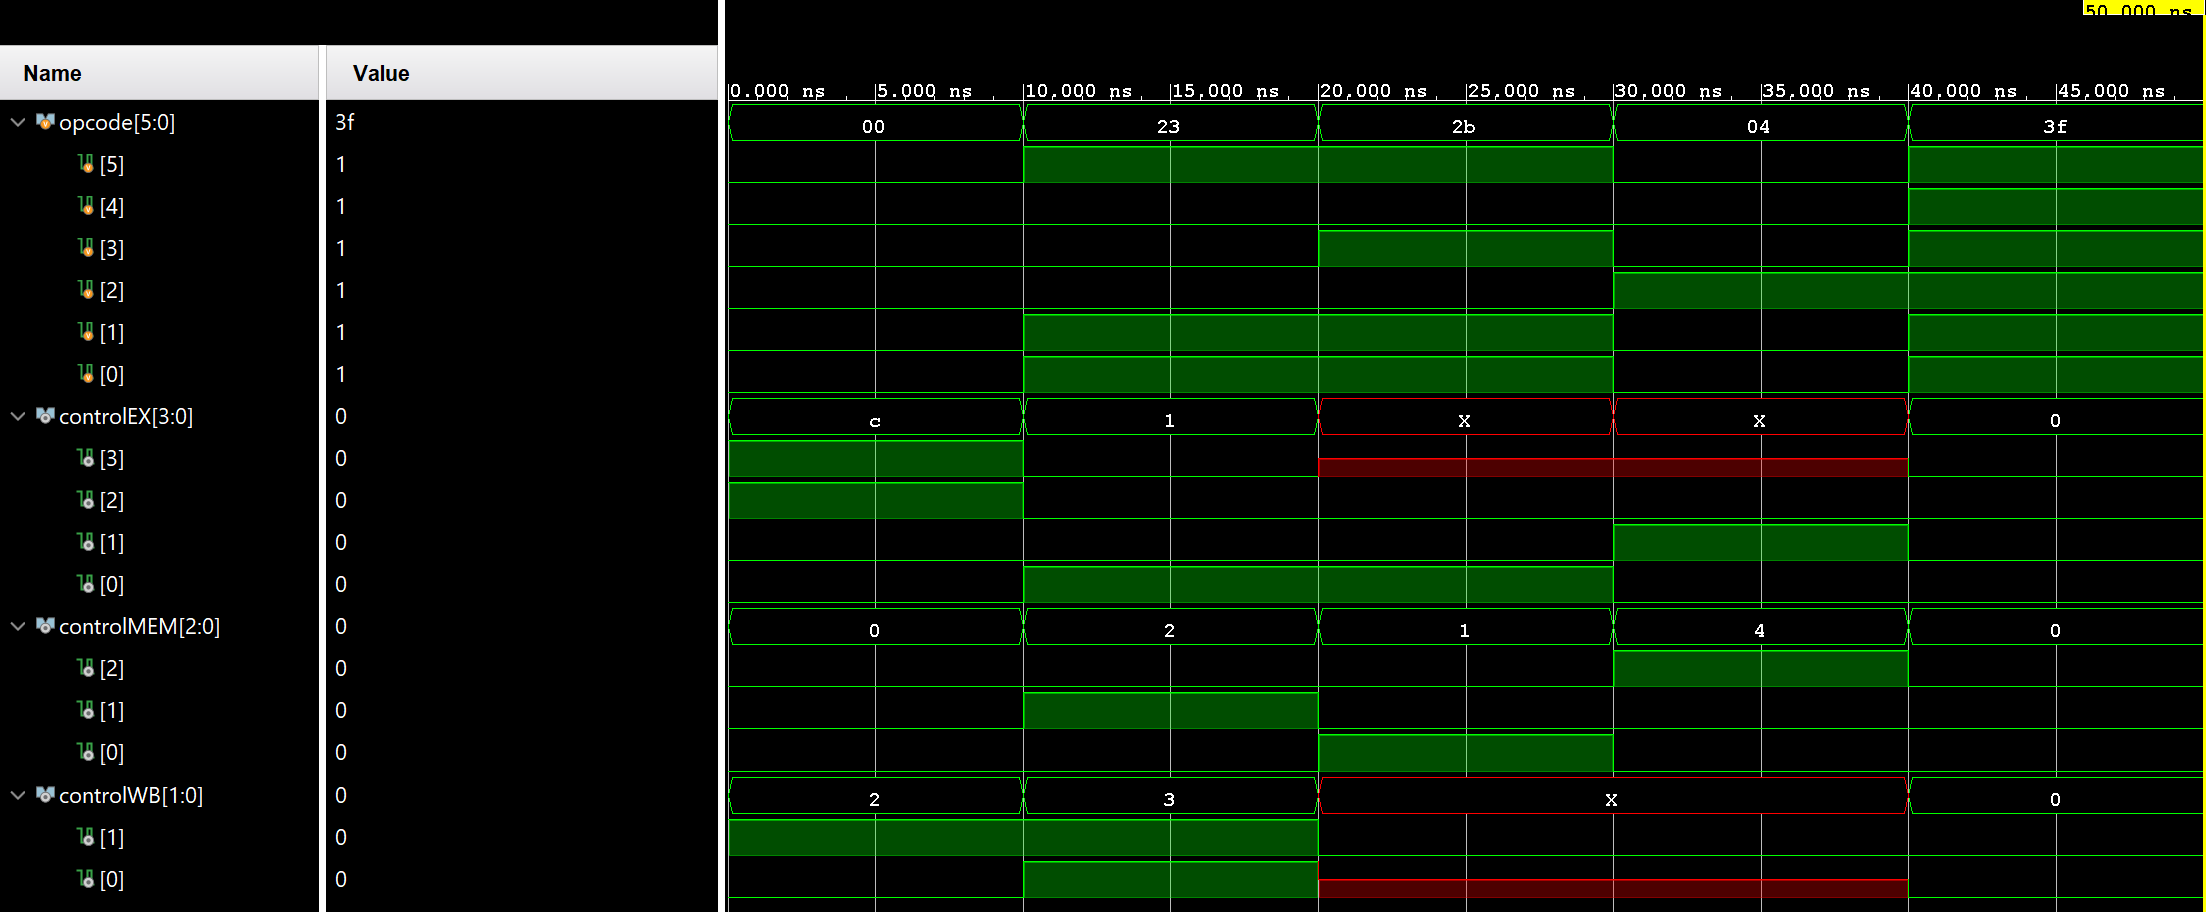 50.000 ns
Name Value
0.000 ns 5.000 ns 10.000 ns 15.000 ns 20.000 ns 25.000 ns 30.000 ns 35.000 ns 40.000 ns 45.000 ns
opcode[5:0] 3f 00 23 2b 04 3f
[5] 1
[4] 1
[3] 1
[2] 1
[1] 1
[0] 1
controlEX[3:0] 0 c 1 X X 0
[3] 0
[2] 0
[1] 0
[0] 0
controlMEM[2:0] 0 0 2 1 4 0
[2] 0
[1] 0
[0] 0
controlWB[1:0] 0 2 3 X 0
[1] 0
[0] 0